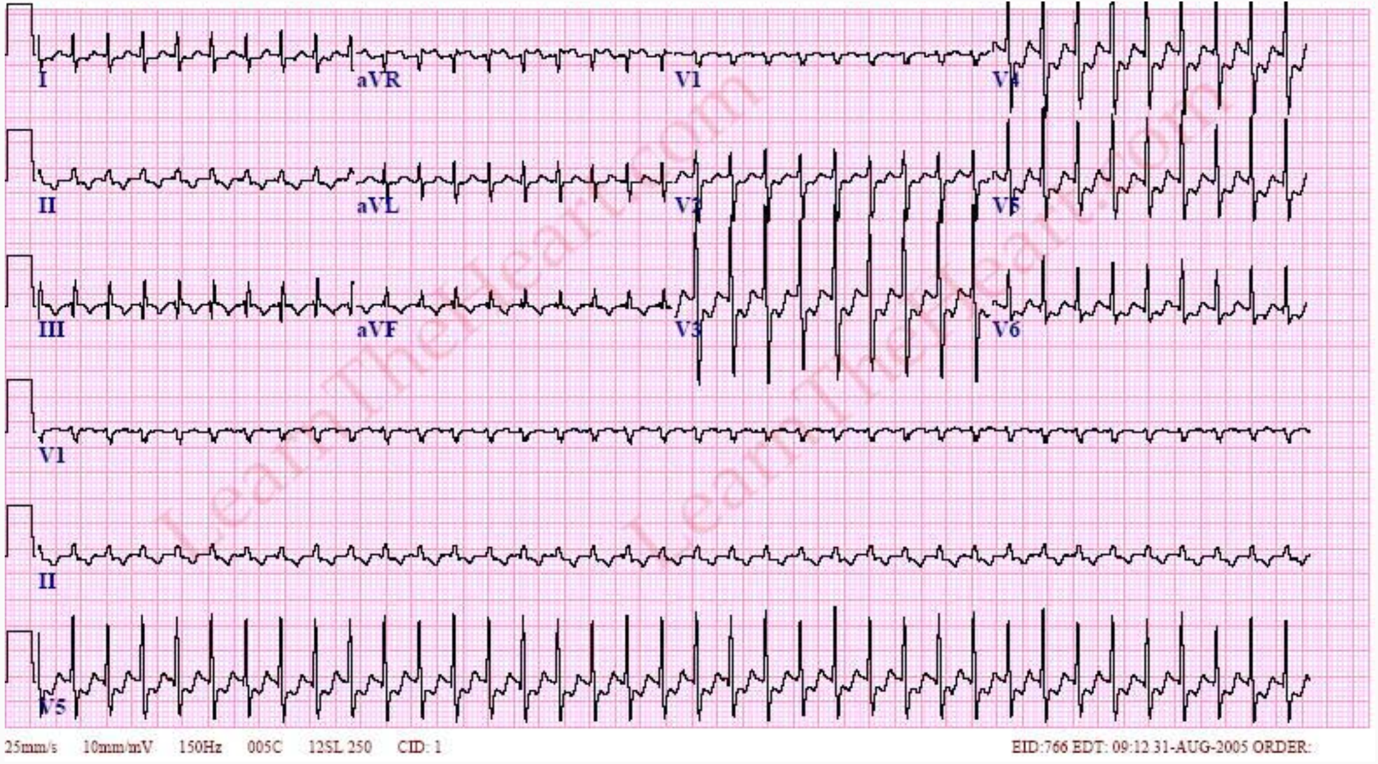 I aVR V1 V4
II aVL V2 V5
III aVF V3 V6
V1
II
V5
LearnTheHeart.com LearnTheHeart.com
25mm/s 10mm/mV 150Hz 005C 12SL 250 CID: 1 EID:766 EDT: 09:12 31-AUG-2005 ORDER: